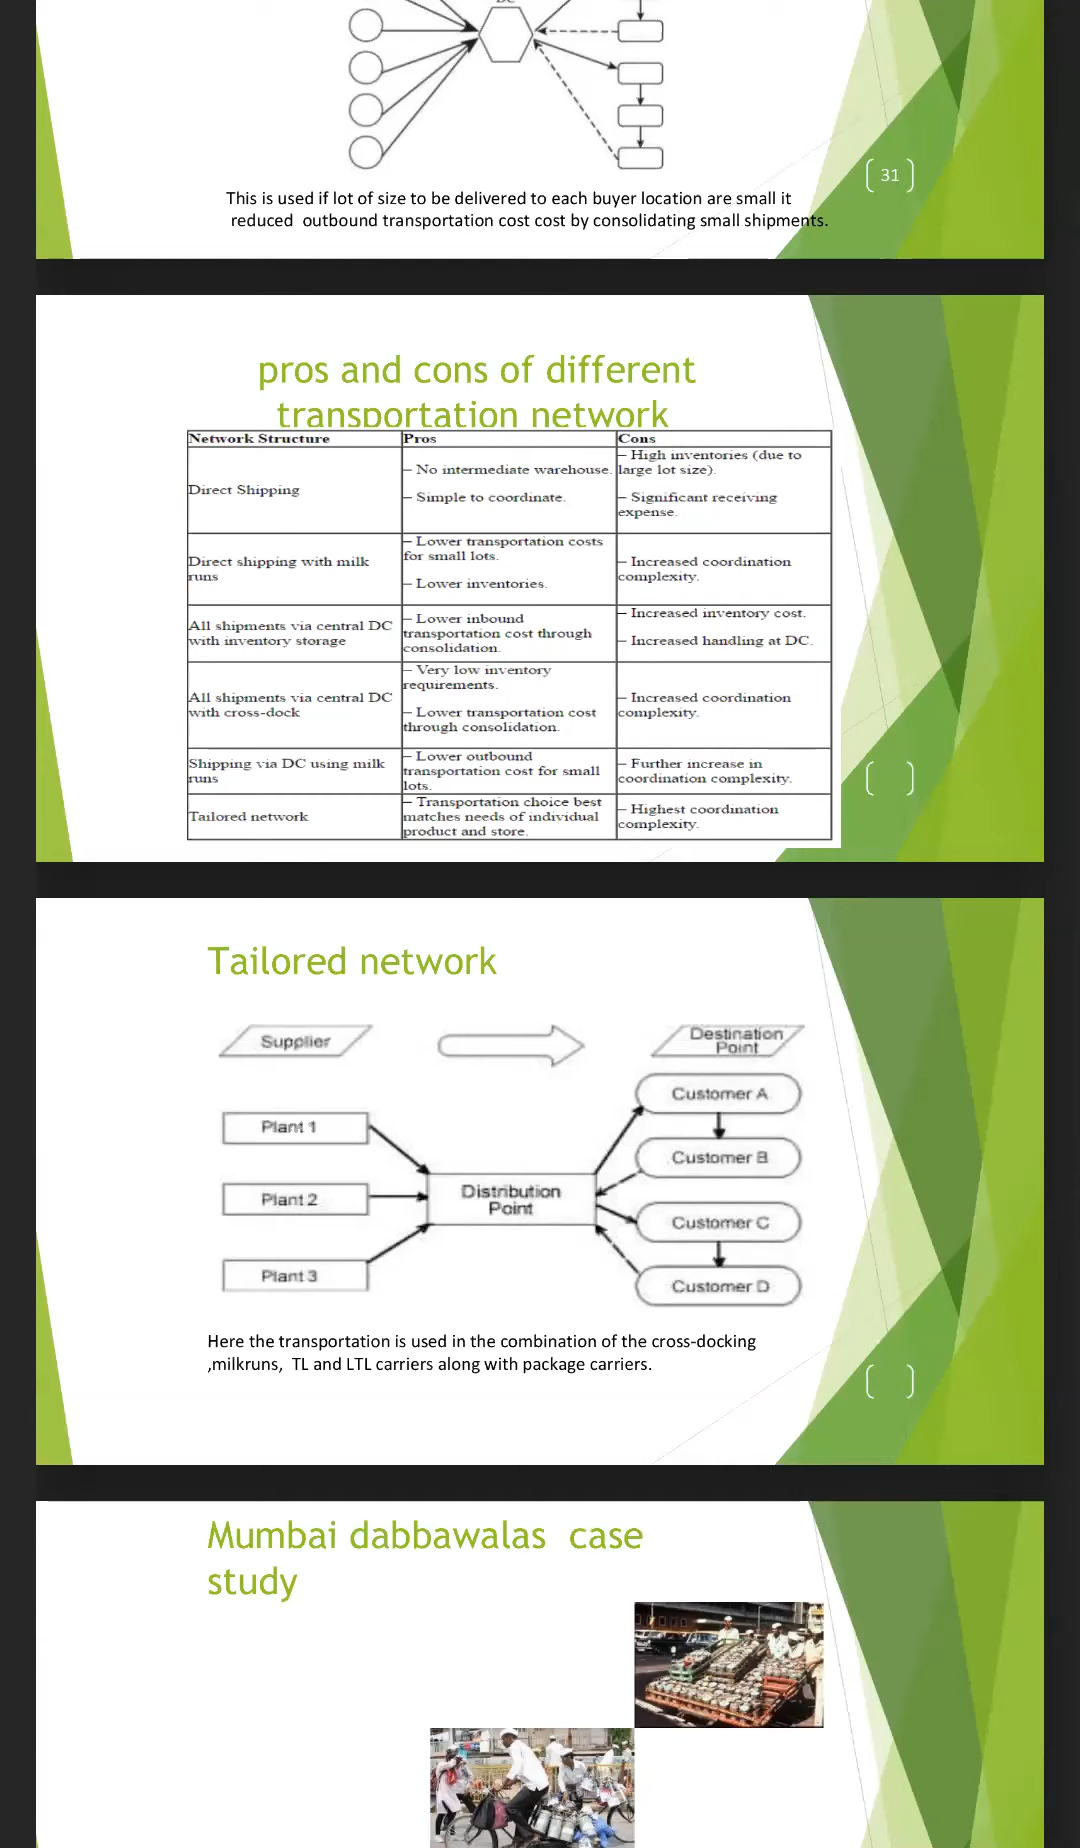 31
This is used if lot of size to be delivered to each buyer location are small it
reduced outbound transportation cost cost by consolidating small shipments.
pros and cons of different
transportation network
Network Structure
Pros
Cons
Direct Shipping
– No intermediate warehouse.
– Simple to coordinate.
– High inventories (due to
large lot size).
– Significant receiving
expense.
Direct shipping with milk
runs
– Lower transportation costs
for small lots.
– Lower inventories.
– Increased coordination
complexity.
All shipments via central DC
with inventory storage
– Lower inbound
transportation cost through
consolidation.
– Increased inventory cost.
– Increased handling at DC.
All shipments via central DC
with cross-dock
– Very low inventory
requirements.
– Lower transportation cost
through consolidation.
– Increased coordination
complexity.
Shipping via DC using milk
runs
– Lower outbound
transportation cost for small
lots.
– Further increase in
coordination complexity.
Tailored network
– Transportation choice best
matches needs of individual
product and store.
– Highest coordination
complexity.
Tailored network
Supplier
Destination
Point
Plant 1
Plant 2
Plant 3
Distribution
Point
Customer A
Customer B
Customer C
Customer D
Here the transportation is used in the combination of the cross-docking
,milkruns, TL and LTL carriers along with package carriers.
Mumbai dabbawalas case
study